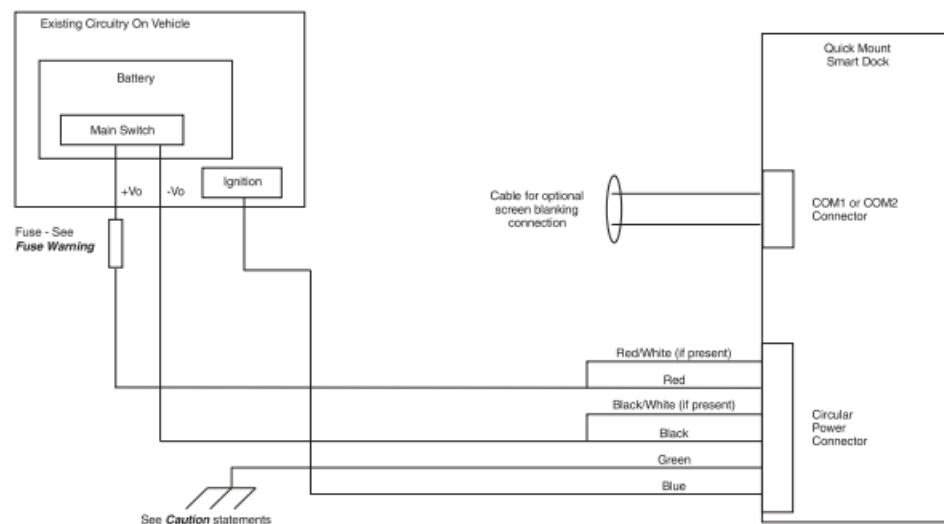 Existing Circuitry On Vehicle
Battery
Main Switch
+Vo
-Vo
Ignition
Fuse - See
Fuse Warning
Quick Mount
Smart Dock
Cable for optional
screen blanking
connection
COM1 or COM2
Connector
Red/White (if present)
Red
Black/White (if present)
Black
Green
Blue
Circular
Power
Connector
See Caution statements